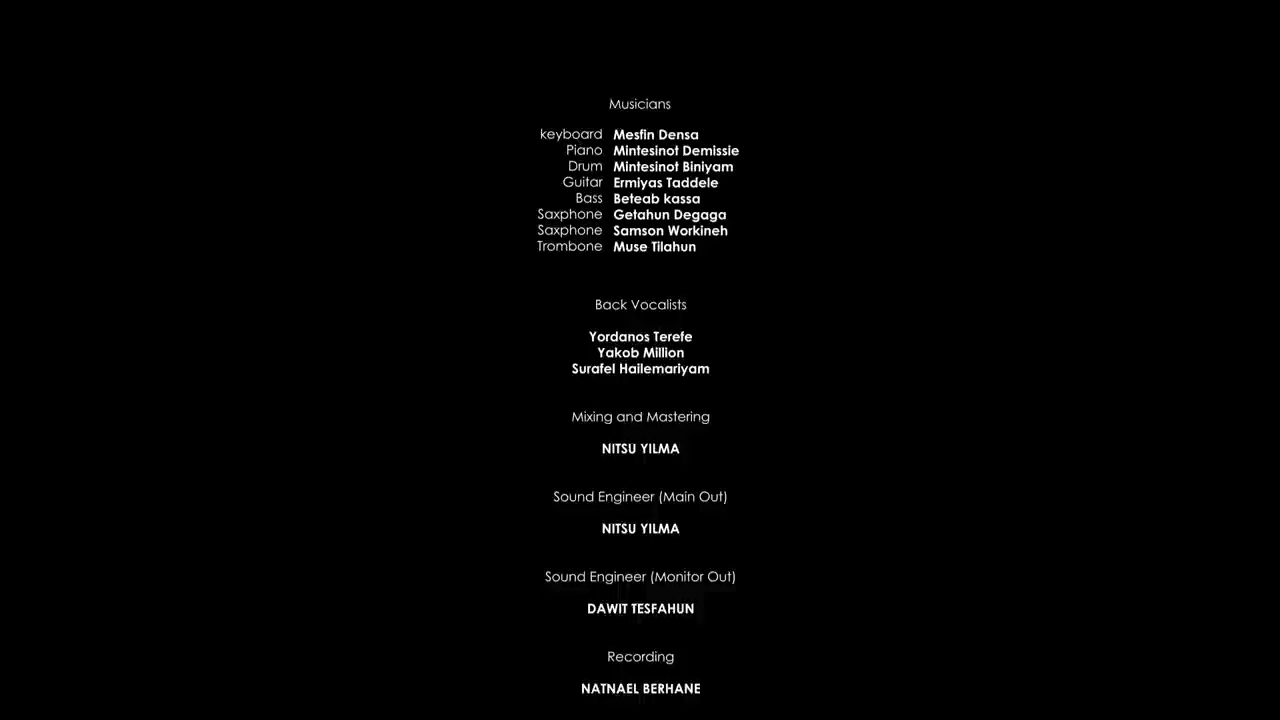 Musicians
keyboard Mesfin Densa
Piano Mintesinot Demissie
Drum Mintesinot Biniyam
Guitar Ermiyas Taddele
Bass Beteab kassa
Saxphone Getahun Degaga
Saxphone Samson Workineh
Trombone Muse Tilahun
Back Vocalists
Yordanos Terefe
Yakob Million
Surafel Hailemariyam
Mixing and Mastering
NITSU YILMA
Sound Engineer (Main Out)
NITSU YILMA
Sound Engineer (Monitor Out)
DAWIT TESFAHUN
Recording
NATNAEL BERHANE